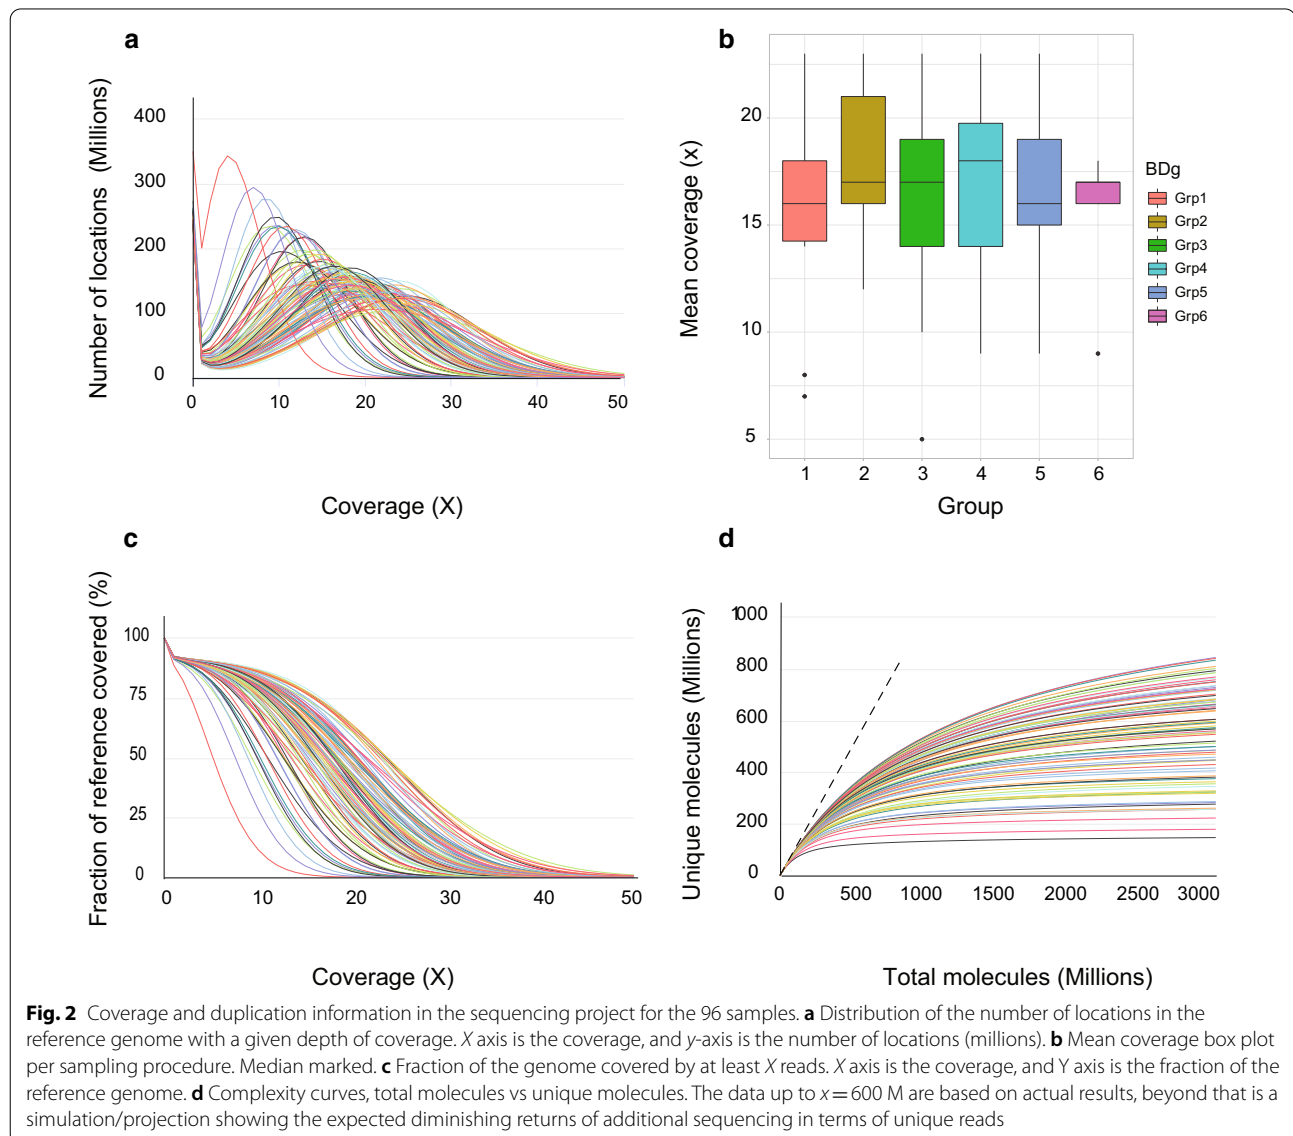 a
Number of locations (Millions)
400
300
200
100
0
0 10 20 30 40 50
Coverage (X)
b
Mean coverage (x)
20
15
10
5
1 2 3 4 5 6
Group
BDg
Grp1
Grp2
Grp3
Grp4
Grp5
Grp6
c
Fraction of reference covered (%)
100
75
50
25
0
0 10 20 30 40 50
Coverage (X)
d
Unique molecules (Millions)
1000
800
600
400
200
0
0 500 1000 1500 2000 2500 3000
Total molecules (Millions)
Fig. 2 Coverage and duplication information in the sequencing project for the 96 samples. a Distribution of the number of locations in the
reference genome with a given depth of coverage. X axis is the coverage, and y-axis is the number of locations (millions). b Mean coverage box plot
per sampling procedure. Median marked. c Fraction of the genome covered by at least X reads. X axis is the coverage, and Y axis is the fraction of the
reference genome. d Complexity curves, total molecules vs unique molecules. The data up to x = 600 M are based on actual results, beyond that is a
simulation/projection showing the expected diminishing returns of additional sequencing in terms of unique reads